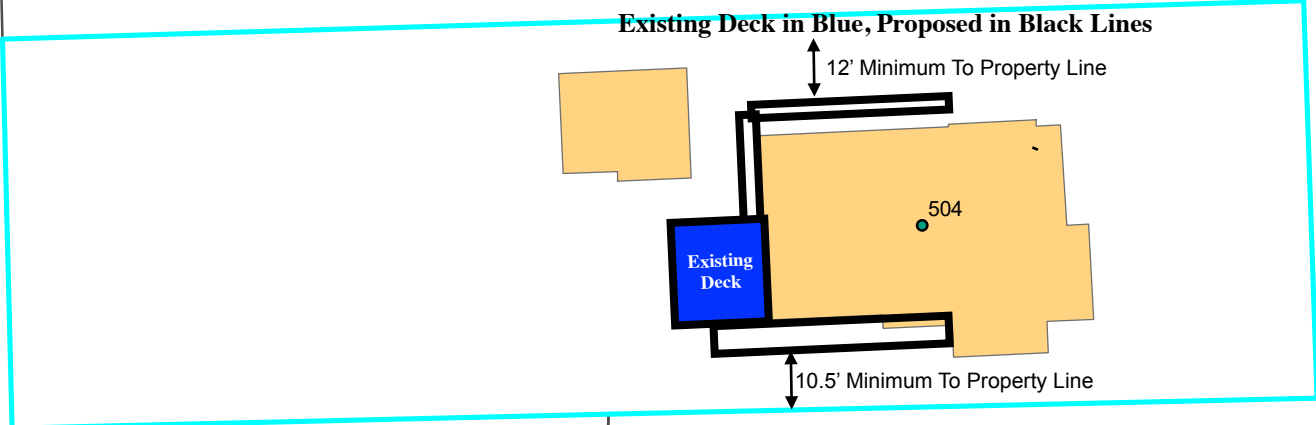 Existing Deck in Blue, Proposed in Black Lines
12’ Minimum To Property Line
504
Existing
Deck
10.5’ Minimum To Property Line